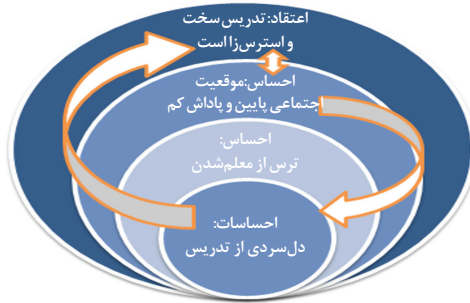 اعتقاد: تدریس سخت
و استرس‌زا است
احساس:موقعیت
اجتماعی پایین و پاداش کم
احساس:
ترس از معلم‌شدن
احساسات:
دل‌سردی از تدریس